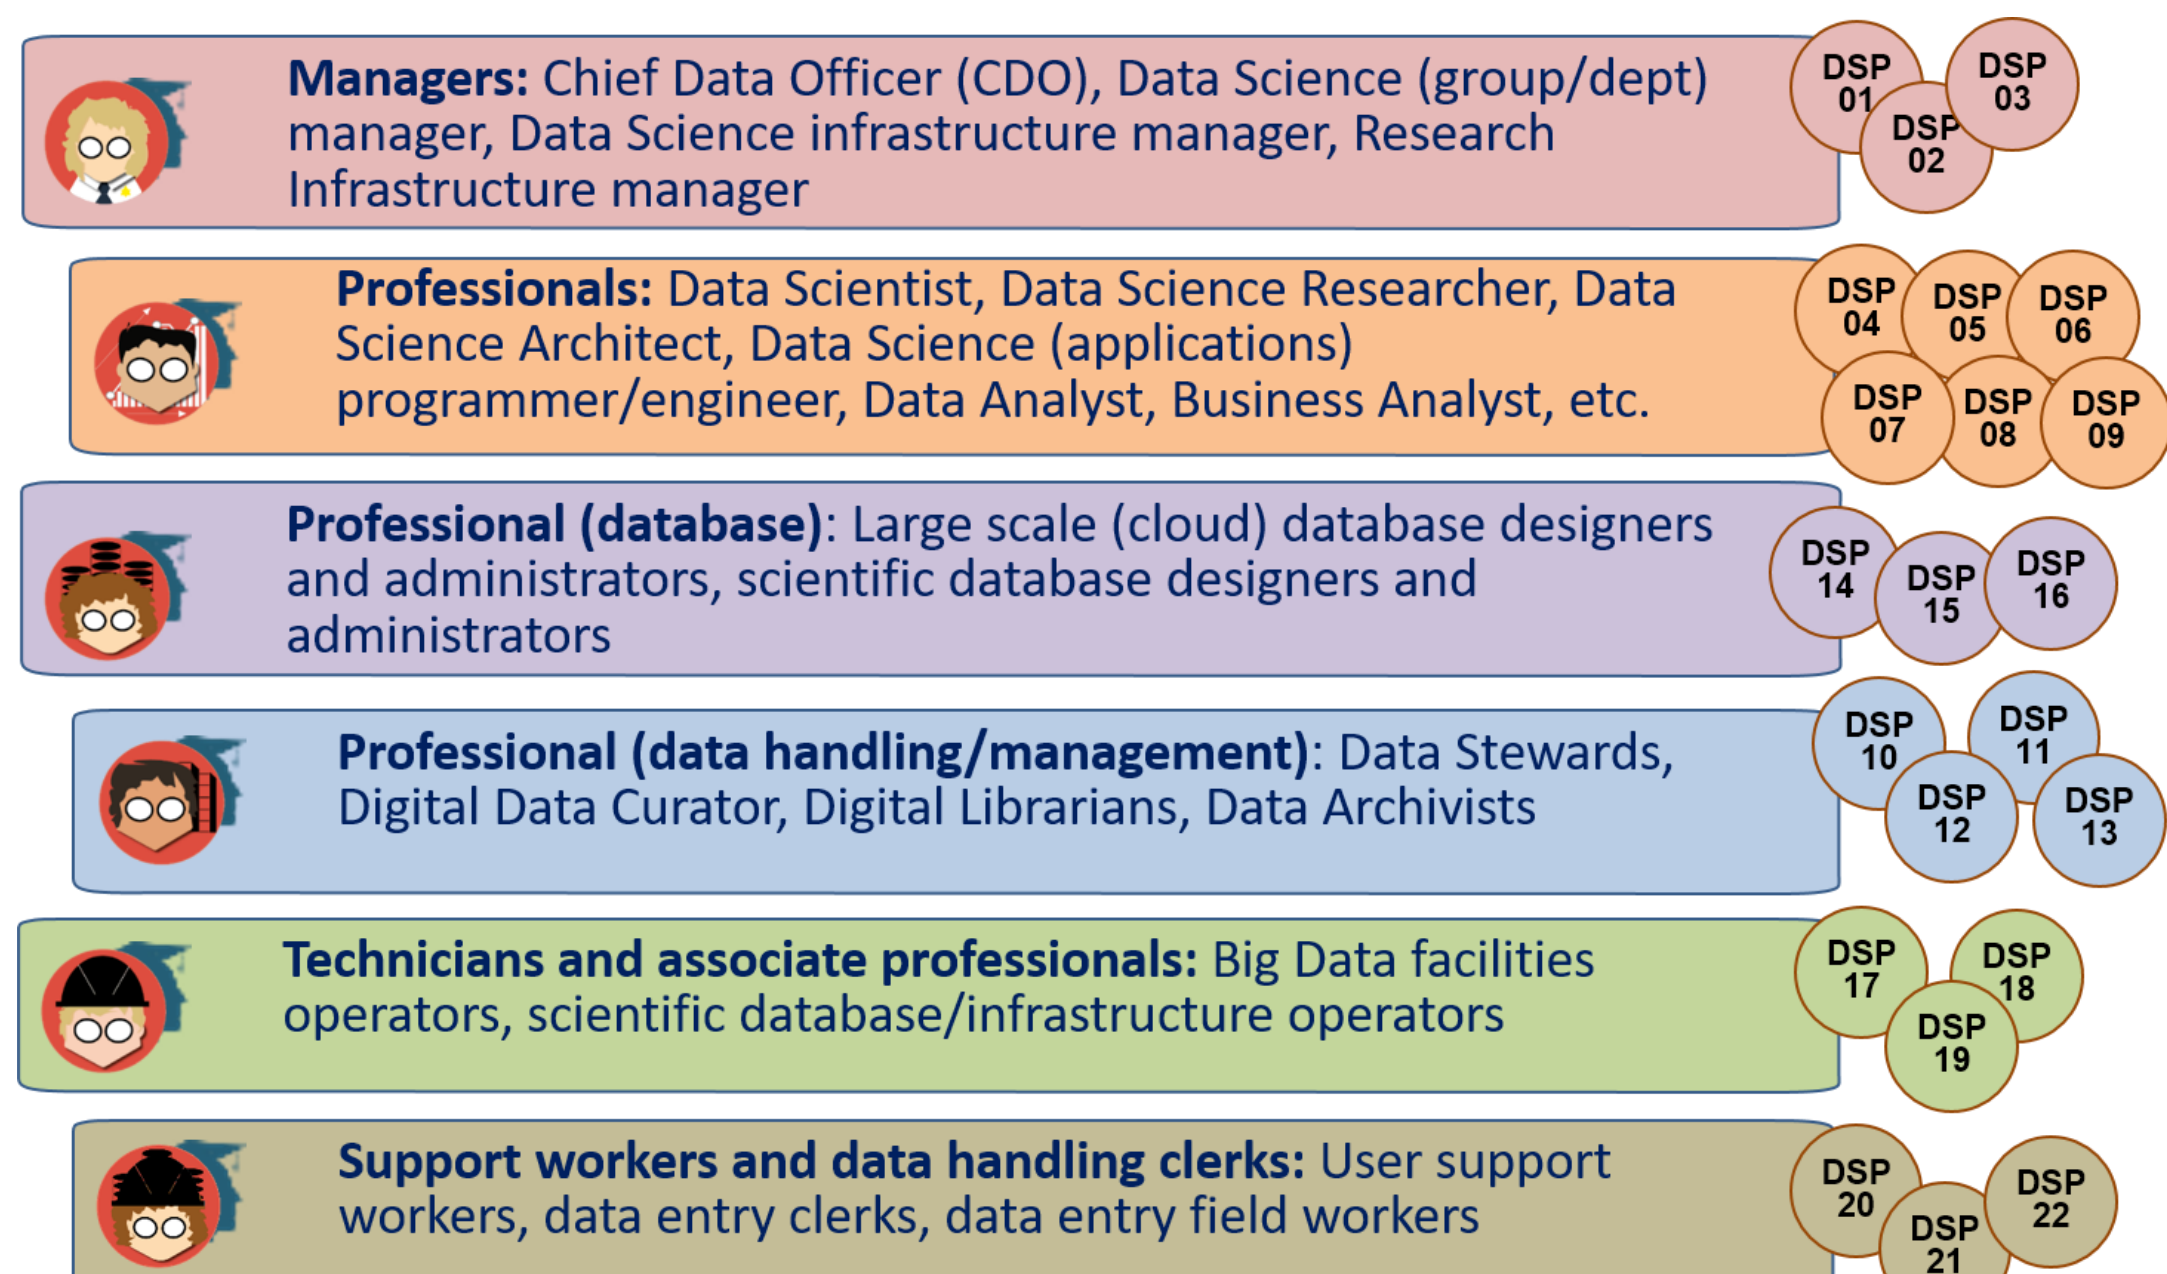 Managers: Chief Data Officer (CDO), Data Science (group/dept)
manager, Data Science infrastructure manager, Research
Infrastructure manager
DSP
01
DSP
02
DSP
03
Professionals: Data Scientist, Data Science Researcher, Data
Science Architect, Data Science (applications)
programmer/engineer, Data Analyst, Business Analyst, etc.
DSP
04
DSP
05
DSP
06
DSP
07
DSP
08
DSP
09
Professional (database): Large scale (cloud) database designers
and administrators, scientific database designers and
administrators
DSP
14
DSP
15
DSP
16
Professional (data handling/management): Data Stewards,
Digital Data Curator, Digital Librarians, Data Archivists
DSP
10
DSP
11
DSP
12
DSP
13
Technicians and associate professionals: Big Data facilities
operators, scientific database/infrastructure operators
DSP
17
DSP
18
DSP
19
Support workers and data handling clerks: User support
workers, data entry clerks, data entry field workers
DSP
20
DSP
21
DSP
22